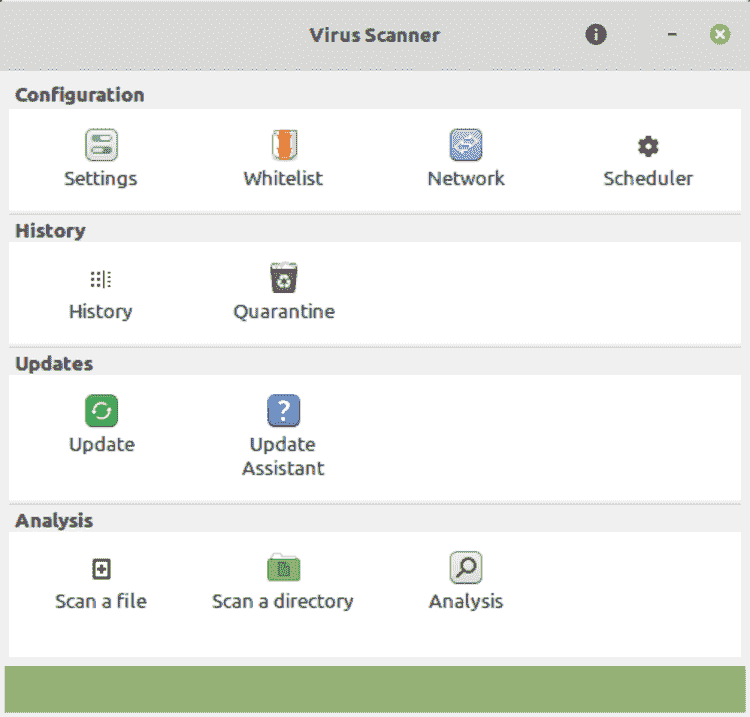 Virus Scanner
Configuration
Settings
Whitelist
Network
Scheduler
History
History
Quarantine
Updates
Update
Update
Assistant
Analysis
Scan a file
Scan a directory
Analysis